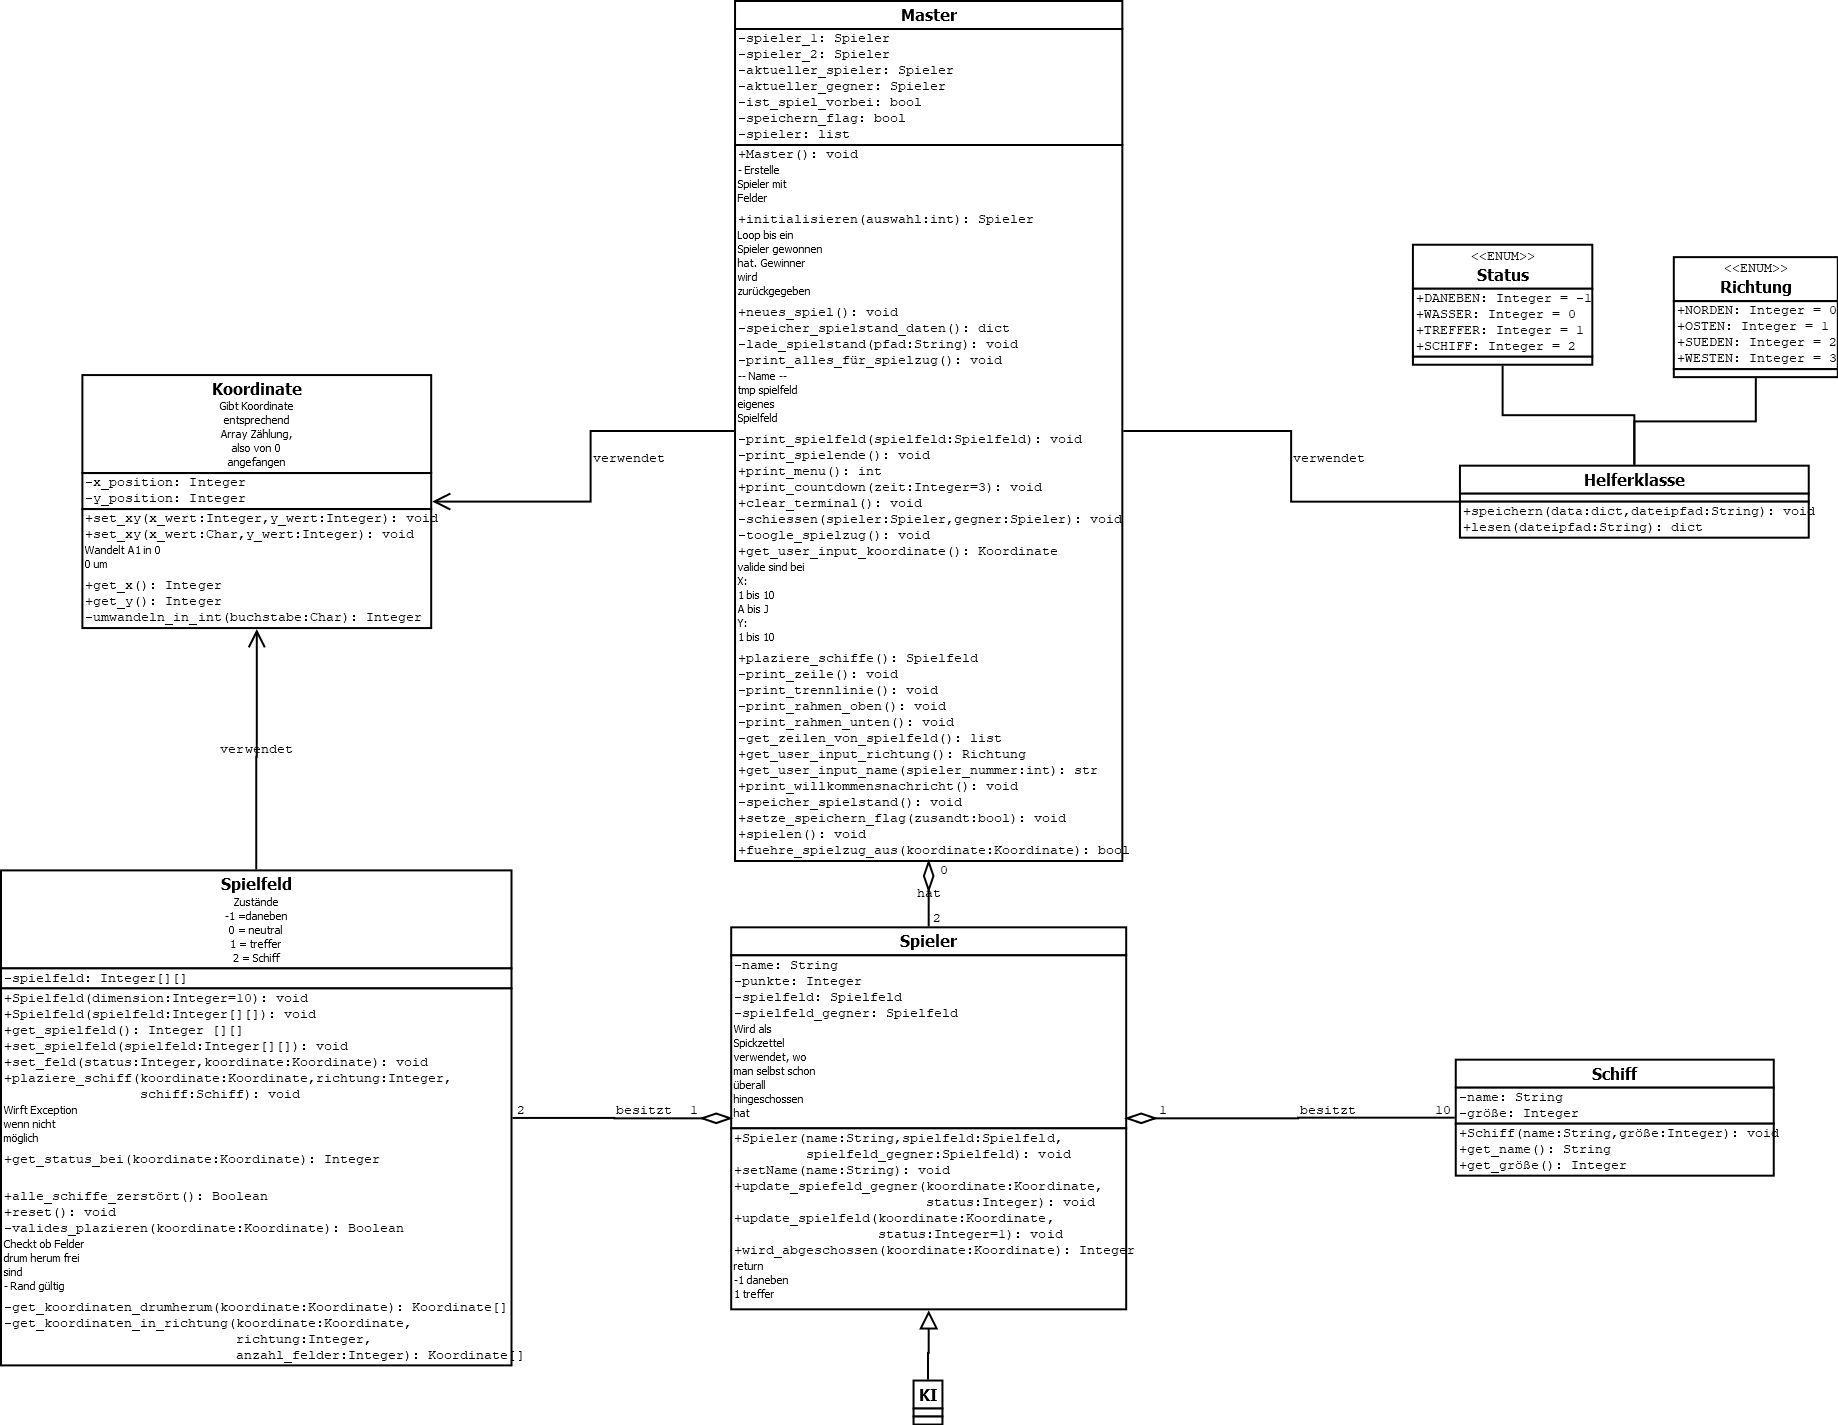 Master
-spieler_1: Spieler
-spieler_2: Spieler
-aktueller_spieler: Spieler
-aktueller_gegner: Spieler
-ist_spiel_vorbei: bool
-speichern_flag: bool
-spieler: list
+Master(): void
- Erstelle
Spieler mit
Felder
+initialisieren(auswahl:int): Spieler
Loop bis ein
Spieler gewonnen
hat. Gewinner
wird
zurückgegeben
+neues_spiel(): void
-speicher_spielstand_daten(): dict
-lade_spielstand(pfad:String): void
-print_alles_für_spielzug(): void
-- Name --
tmp spielfeld
eigenes
Spielfeld
-print_spielfeld(spielfeld:Spielfeld): void
-print_spielende(): void
+print_menu(): int
+print_countdown(zeit:Integer=3): void
+clear_terminal(): void
-schiessen(spieler:Spieler,gegner:Spieler): void
-toogle_spielzug(): void
+get_user_input_koordinate(): Koordinate
valide sind bei
X:
1 bis 10
A bis J
Y:
1 bis 10
+plaziere_schiffe(): Spielfeld
-print_zeile(): void
-print_trennlinie(): void
-print_rahmen_oben(): void
-print_rahmen_unten(): void
-get_zeilen_von_spielfeld(): list
+get_user_input_richtung(): Richtung
+get_user_input_name(spieler_nummer:int): str
+print_willkommensnachricht(): void
-speicher_spielstand(): void
+setze_speichern_flag(zusandt:bool): void
+spielen(): void
+fuehre_spielzug_aus(koordinate:Koordinate): bool
<<ENUM>>
Status
+DANEBEN: Integer = -1
+WASSER: Integer = 0
+TREFFER: Integer = 1
+SCHIFF: Integer = 2
<<ENUM>>
Richtung
+NORDEN: Integer = 0
+OSTEN: Integer = 1
+SUEDEN: Integer = 2
+WESTEN: Integer = 3
Koordinate
Gibt Koordinate
entsprechend
Array Zählung,
also von 0
angefangen
-x_position: Integer
-y_position: Integer
+set_xy(x_wert:Integer,y_wert:Integer): void
+set_xy(x_wert:Char,y_wert:Integer): void
Wandelt A1 in 0
0 um
+get_x(): Integer
+get_y(): Integer
-umwandeln_in_int(buchstabe:Char): Integer
verwendet
verwendet
Helferklasse
+speichern(data:dict,dateipfad:String): void
+lesen(dateipfad:String): dict
verwendet
0
hat
2
Spielfeld
Zustände
-1 =daneben
0 = neutral
1 = treffer
2 = Schiff
-spielfeld: Integer[][]
+Spielfeld(dimension:Integer=10): void
+Spielfeld(spielfeld:Integer[][]): void
+get_spielfeld(): Integer [][]
+set_spielfeld(spielfeld:Integer[][]): void
+set_feld(status:Integer,koordinate:Koordinate): void
+plaziere_schiff(koordinate:Koordinate,richtung:Integer,
schiff:Schiff): void
Wirft Exception
wenn nicht
möglich
+get_status_bei(koordinate:Koordinate): Integer
+alle_schiffe_zerstört(): Boolean
+reset(): void
-valides_plazieren(koordinate:Koordinate): Boolean
Checkt ob Felder
drum herum frei
sind
- Rand gültig
-get_koordinaten_drumherum(koordinate:Koordinate): Koordinate[]
-get_koordinaten_in_richtung(koordinate:Koordinate,
richtung:Integer,
anzahl_felder:Integer): Koordinate[]
2
besitzt
1
Spieler
-name: String
-punkte: Integer
-spielfeld: Spielfeld
-spielfeld_gegner: Spielfeld
Wird als
Spickzettel
verwendet, wo
man selbst schon
überall
hingeschossen
hat
+Spieler(name:String,spielfeld:Spielfeld,
spielfeld_gegner:Spielfeld): void
+setName(name:String): void
+update_spiefeld_gegner(koordinate:Koordinate,
status:Integer): void
+update_spielfeld(koordinate:Koordinate,
status:Integer=1): void
+wird_abgeschossen(koordinate:Koordinate): Integer
return
-1 daneben
1 treffer
1
besitzt
10
Schiff
-name: String
-größe: Integer
+Schiff(name:String,größe:Integer): void
+get_name(): String
+get_größe(): Integer
KI